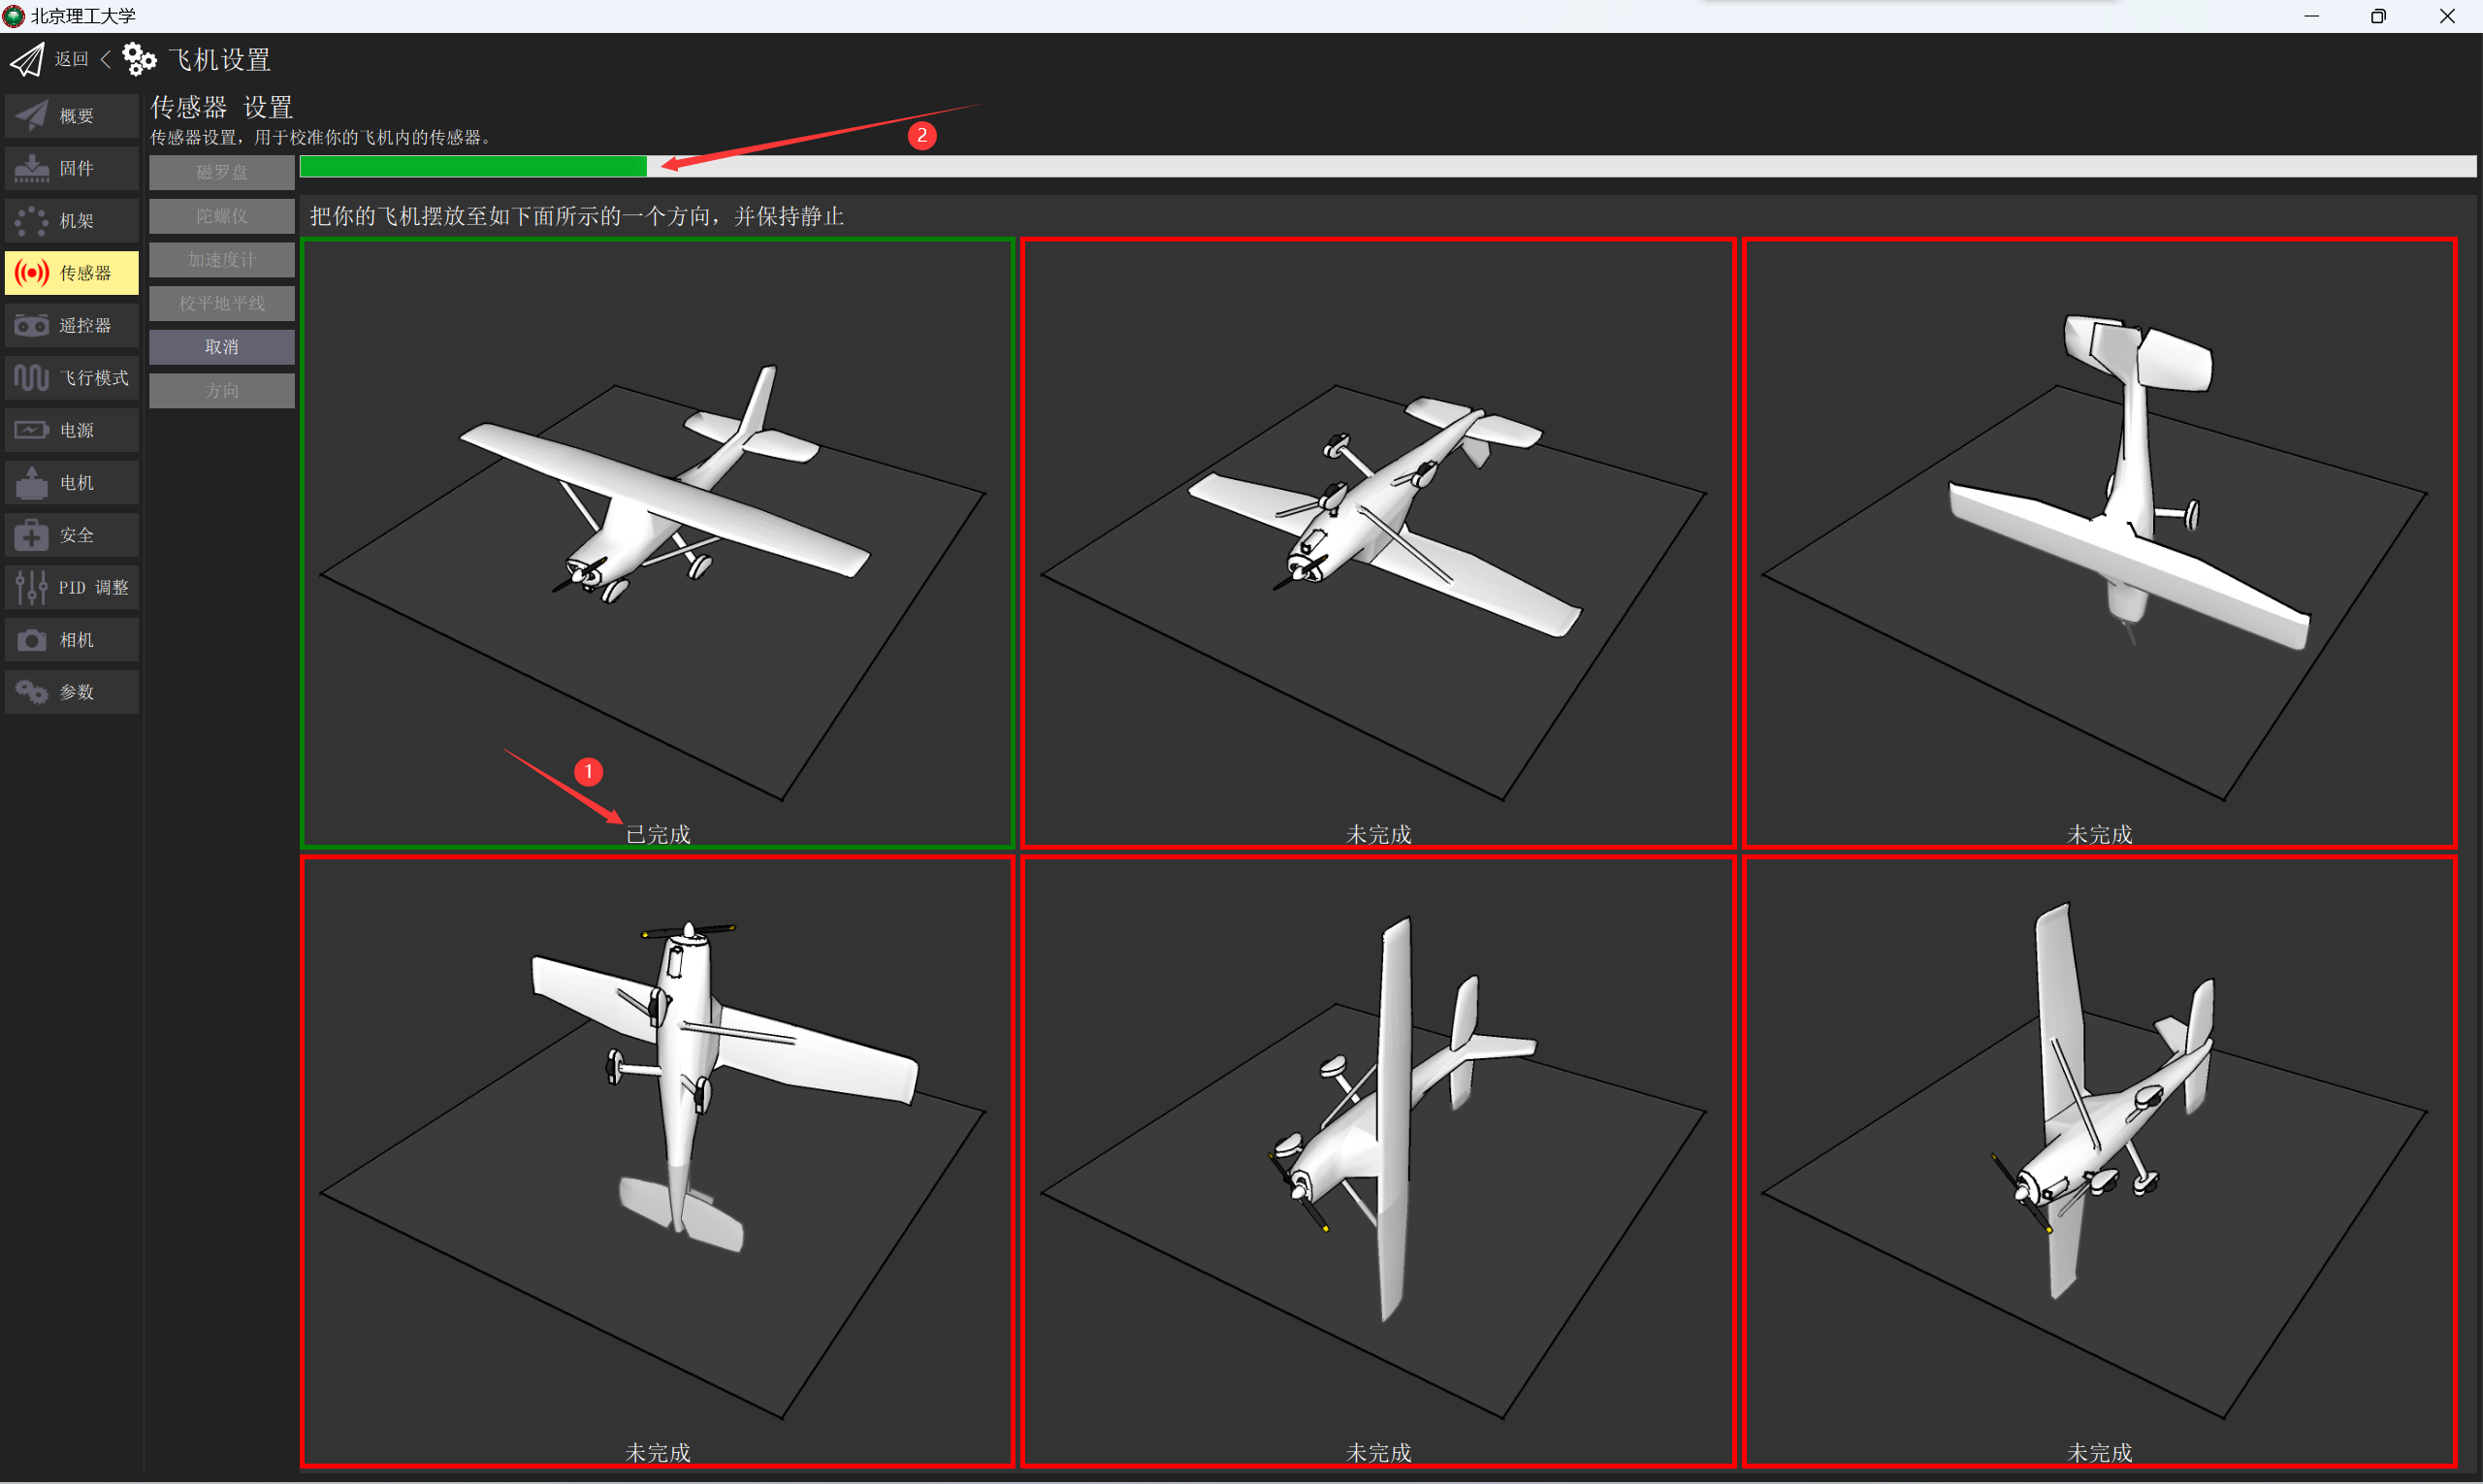 北京理工大学
返回
飞机设置
概要
固件
机架
传感器
遥控器
飞行模式
电源
电机
安全
PID 调整
相机
参数
传感器 设置
传感器设置，用于校准你的飞机内的传感器。
磁罗盘
陀螺仪
加速度计
校平地平线
取消
方向
2
把你的飞机摆放至如下面所示的一个方向，并保持静止
1
已完成
未完成
未完成
未完成
未完成
未完成